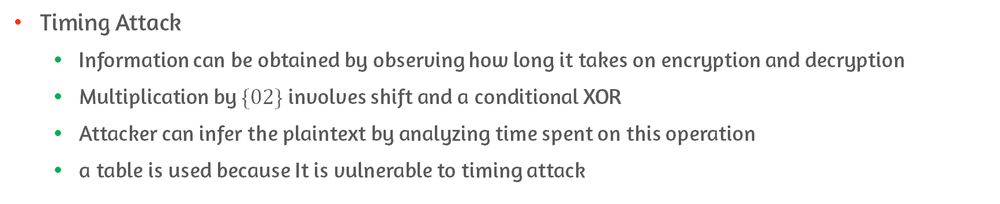 Timing Attack
Information can be obtained by observing how long it takes on encryption and decryption
Multiplication by {02} involves shift and a conditional XOR
Attacker can infer the plaintext by analyzing time spent on this operation
a table is used because It is vulnerable to timing attack